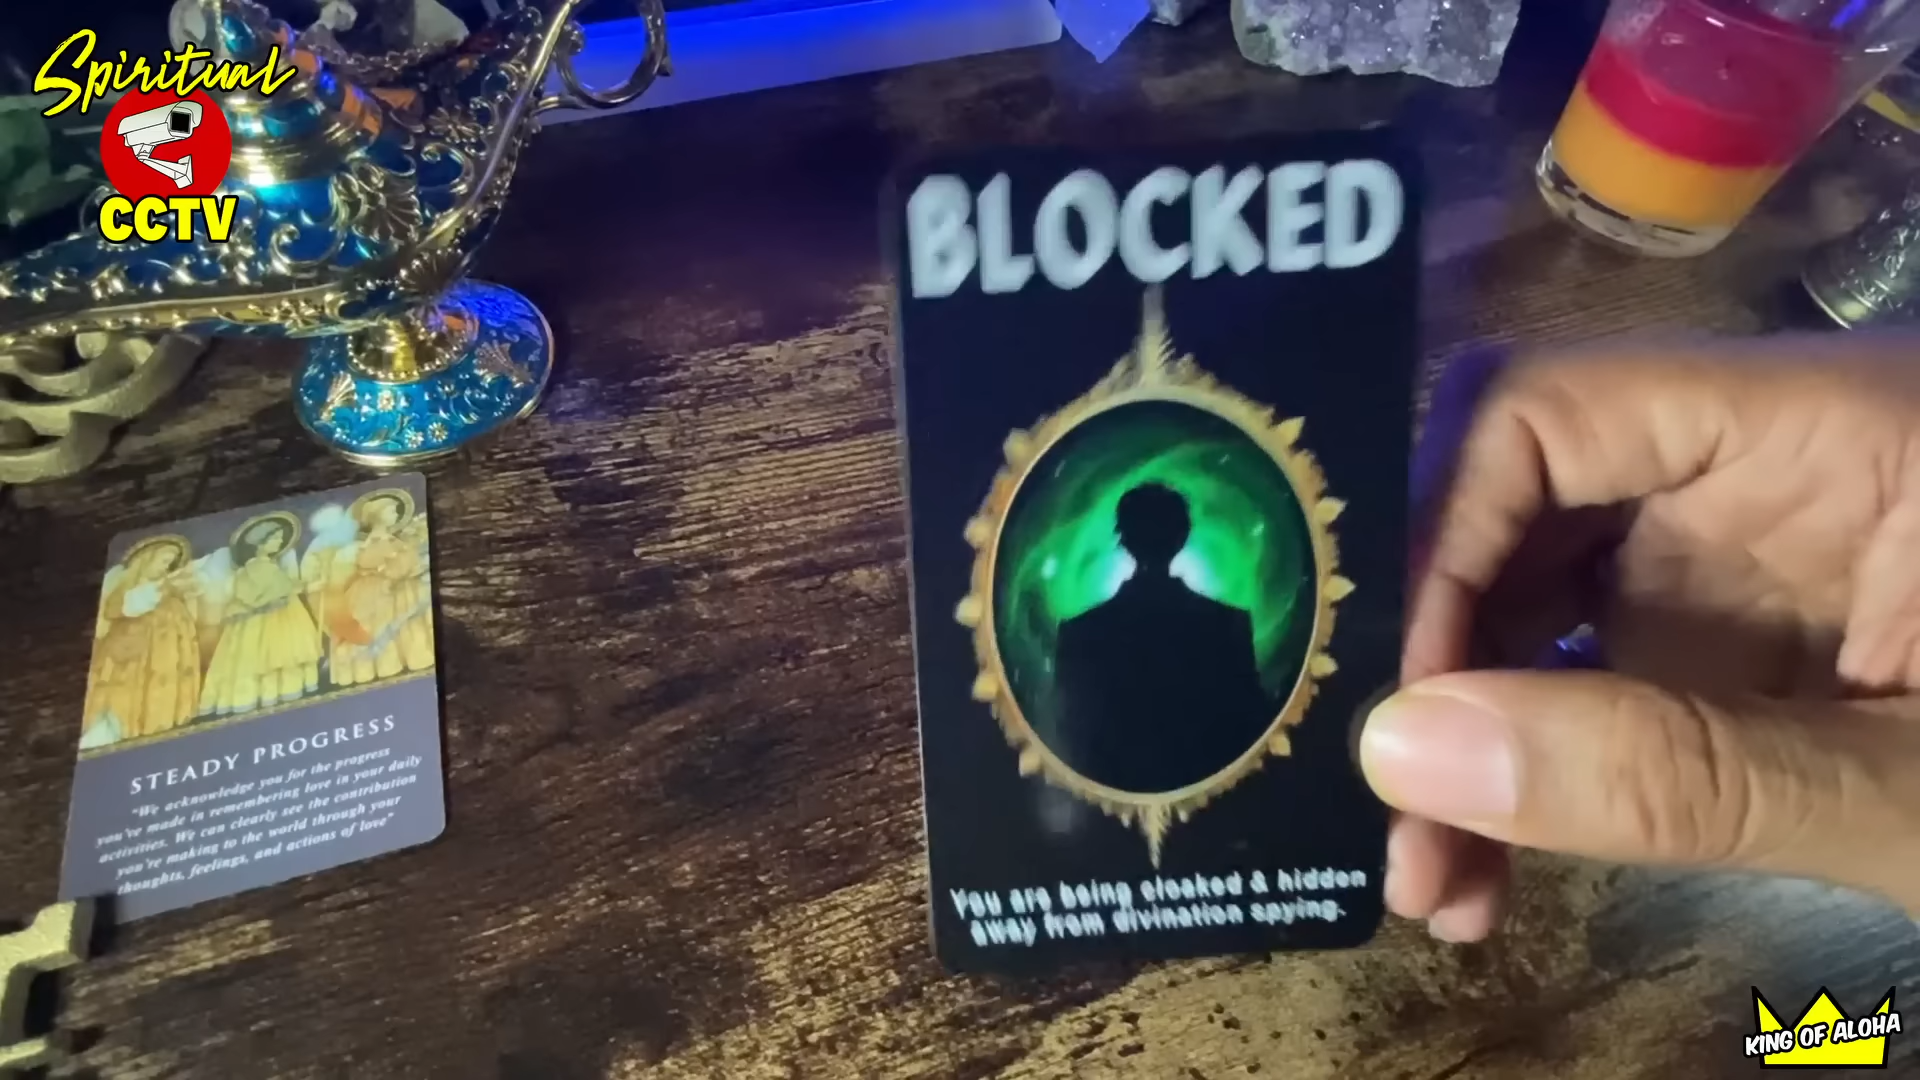 Spiritual
CCTV
BLOCKED
You are being cloaked & hidden
away from divination spying.
STEADY PROGRESS
"We acknowledge you for the progress
you've made in remembering love in your daily
activities. We can clearly see the contribution
you're making to the world through your
thoughts, feelings, and actions of love"
KING OF ALOHA